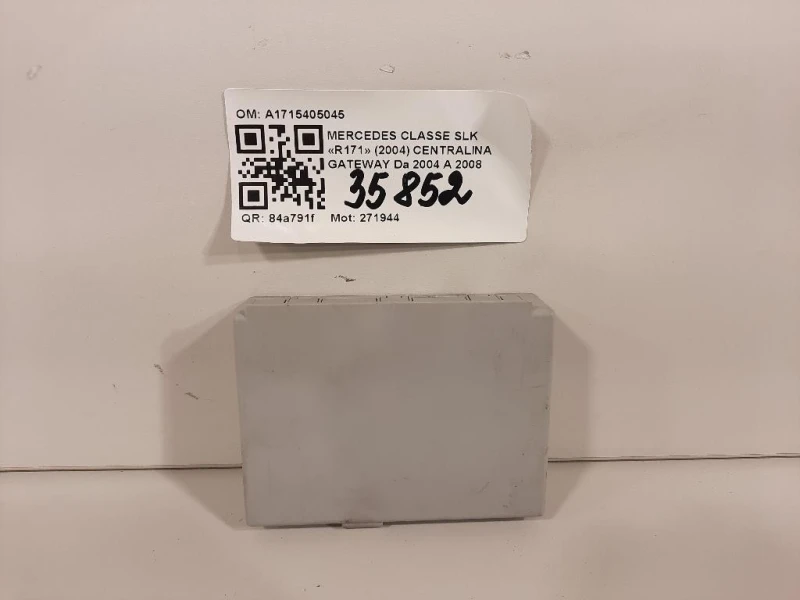 OM: A1715405045
MERCEDES CLASSE SLK
«R171» (2004) CENTRALINA
GATEWAY Da 2004 A 2008
35852
QR: 84a791f Mot: 271944